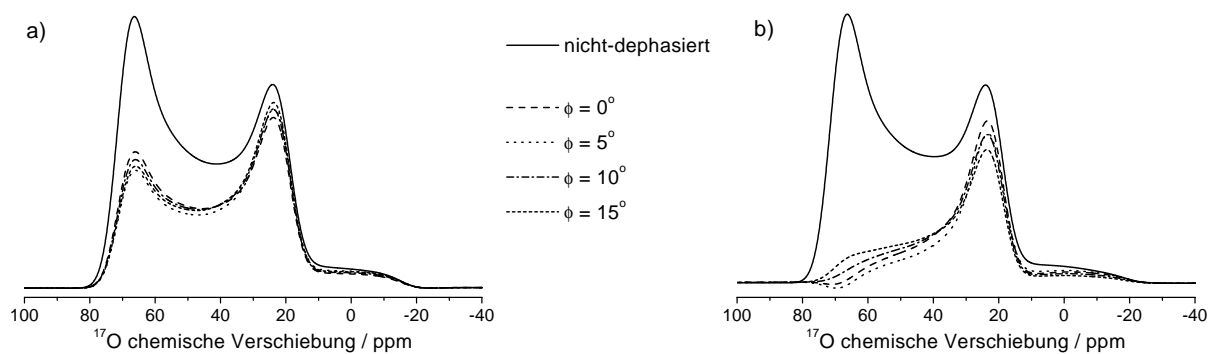 a)
nicht-dephasiert
ϕ = 0°
ϕ = 5°
ϕ = 10°
ϕ = 15°
b)
100 80 60 40 20 0 -20 -40
¹⁷O chemische Verschiebung / ppm
100 80 60 40 20 0 -20 -40
¹⁷O chemische Verschiebung / ppm